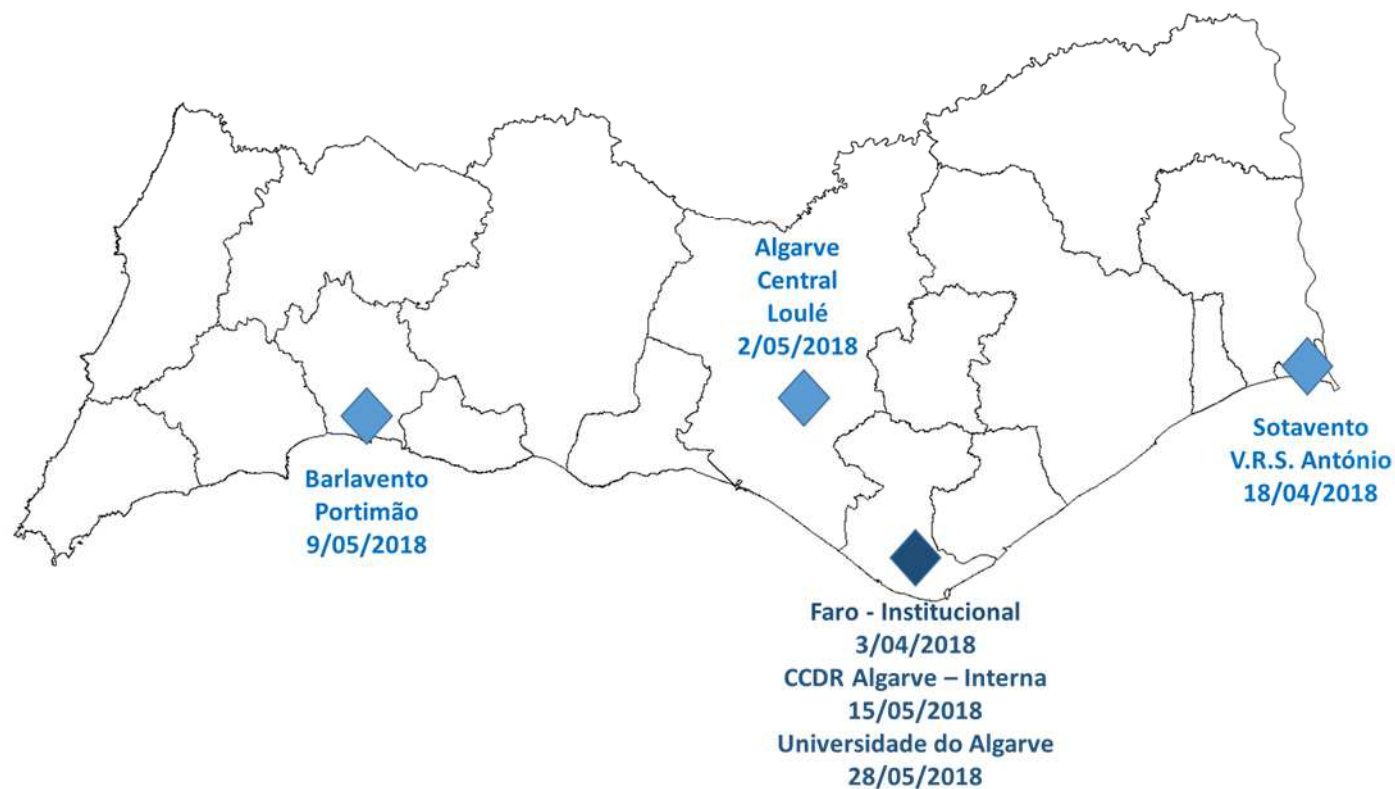 Algarve
Central
Loulé
2/05/2018
Barlavento
Portimão
9/05/2018
Sotavento
V.R.S. António
18/04/2018
Faro - Institucional
3/04/2018
CCDR Algarve – Interna
15/05/2018
Universidade do Algarve
28/05/2018